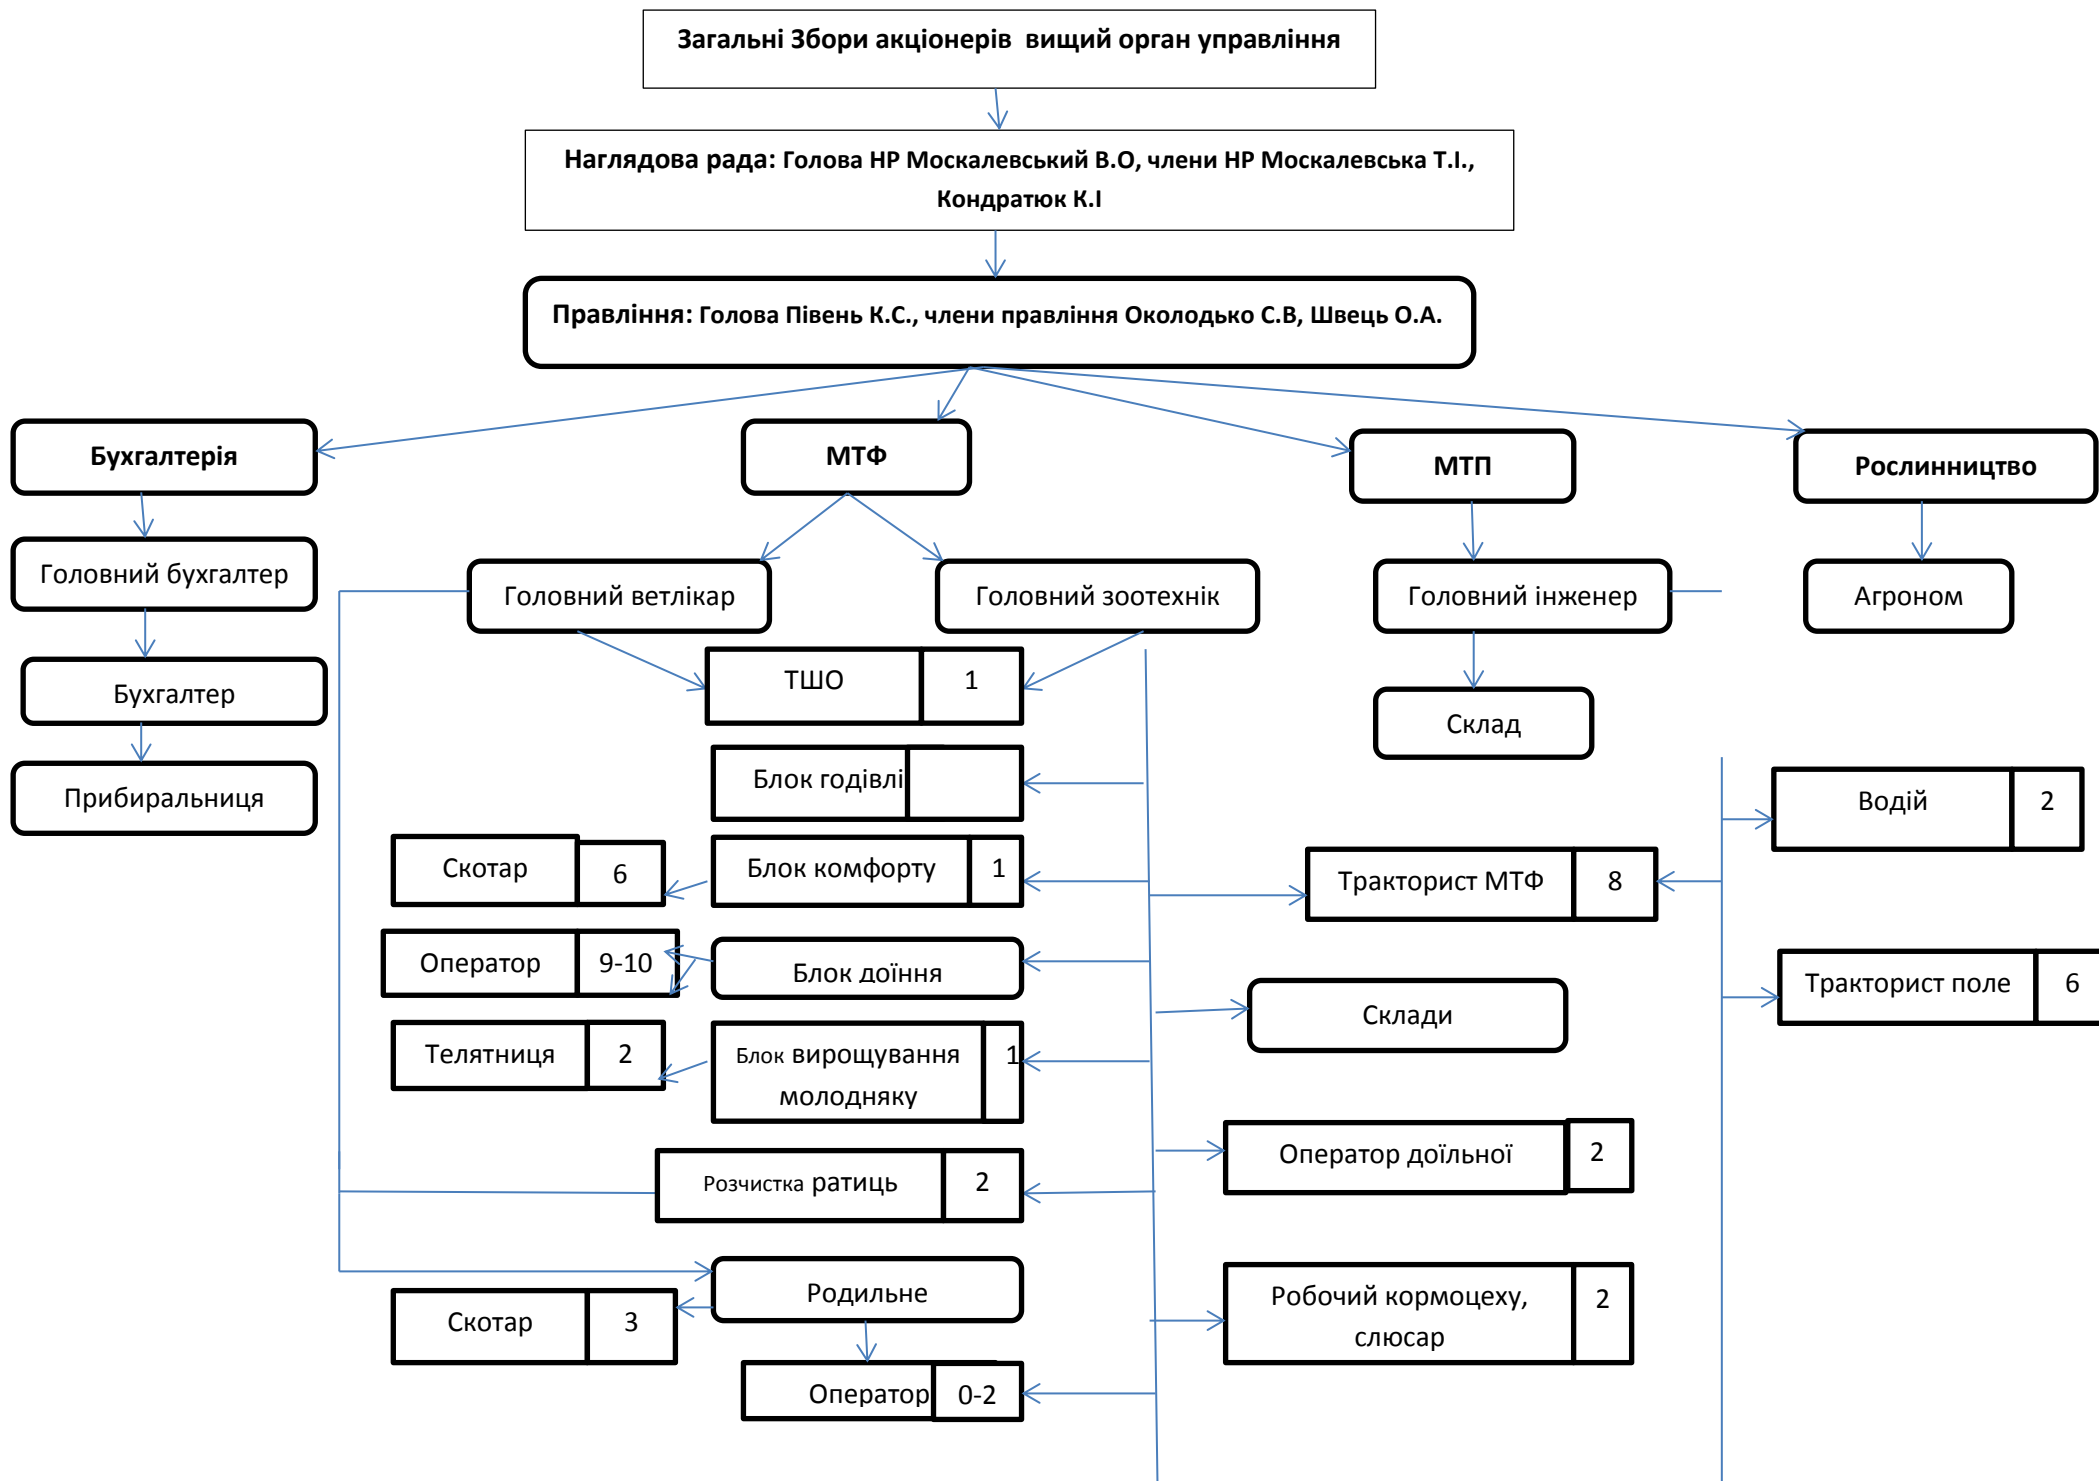 Загальні Збори акціонерів вищий орган управління
Наглядова рада: Голова НР Москалевський В.О, члени НР Москалевська Т.І.,
Кондратюк К.І
Правління: Голова Півень К.С., члени правління Околодько С.В, Швець О.А.
Бухгалтерія
МТФ
МТП
Рослинництво
Головний бухгалтер
Головний ветлікар
Головний зоотехнік
Головний інженер
Агроном
Бухгалтер
ТШО 1
Склад
Прибиральниця
Блок годівлі
Водій 2
Скотар 6
Блок комфорту 1
Тракторист МТФ 8
Оператор 9-10
Блок доїння
Склади
Тракторист поле 6
Телятниця 2
Блок вирощування 1
молодняку
Оператор доїльної 2
Розчистка ратиць 2
Родильне
Робочий кормоцеху, 2
слюсар
Скотар 3
Оператор 0-2